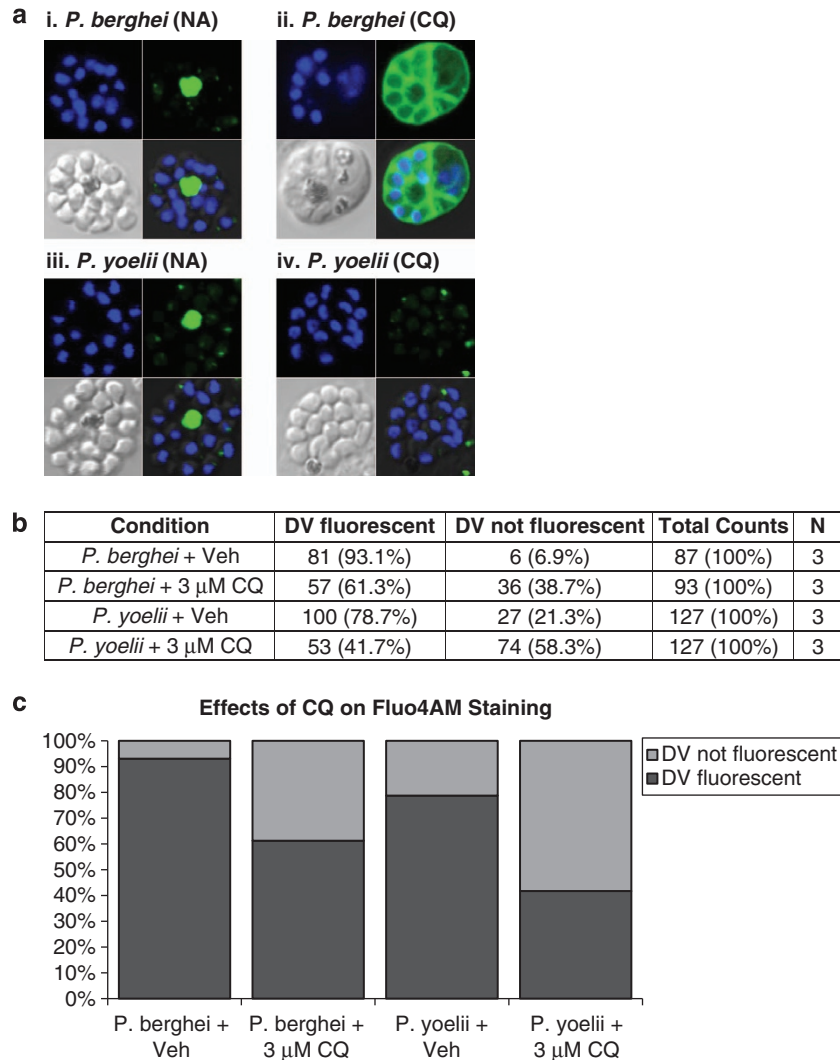 a
i. P. berghei (NA)
ii. P. berghei (CQ)
iii. P. yoelii (NA)
iv. P. yoelii (CQ)
b
Condition DV fluorescent DV not fluorescent Total Counts N
P. berghei + Veh 81 (93.1%) 6 (6.9%) 87 (100%) 3
P. berghei + 3 μM CQ 57 (61.3%) 36 (38.7%) 93 (100%) 3
P. yoelii + Veh 100 (78.7%) 27 (21.3%) 127 (100%) 3
P. yoelii + 3 μM CQ 53 (41.7%) 74 (58.3%) 127 (100%) 3
c
Effects of CQ on Fluo4AM Staining
100%
90%
80%
70%
60%
50%
40%
30%
20%
10%
0%
DV not fluorescent
DV fluorescent
P. berghei +
Veh
P. berghei +
3 μM CQ
P. yoelii +
Veh
P. yoelii +
3 μM CQ